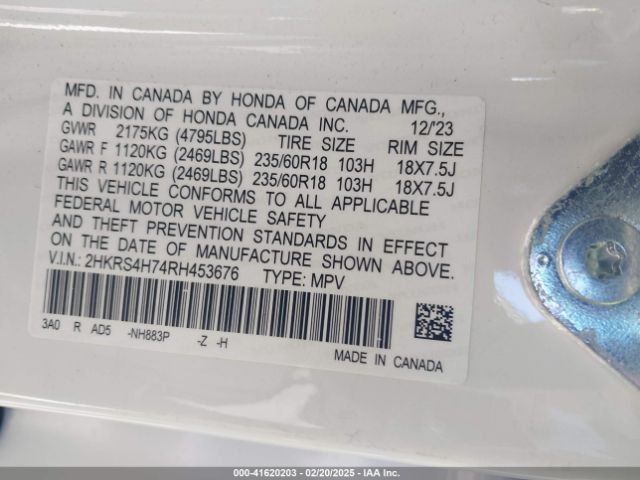 MFD. IN CANADA BY HONDA OF CANADA MFG.,
A DIVISION OF HONDA CANADA INC. 12/'23
GVWR 2175KG (4795LBS) TIRE SIZE RIM SIZE
GAWR F 1120KG (2469LBS) 235/60R18 103H 18X7.5J
GAWR R 1120KG (2469LBS) 235/60R18 103H 18X7.5J
THIS VEHICLE CONFORMS TO ALL APPLICABLE
FEDERAL MOTOR VEHICLE SAFETY
AND THEFT PREVENTION STANDARDS IN EFFECT
ON THE DATE OF MANUFACTURE SHOWN ABOVE.
V.I.N.: 2HKRS4H74RH453676 TYPE: MPV
3A0 R AD5 -NH883P -Z -H
MADE IN CANADA
000-41620203 - 02/20/2025 - IAA Inc.